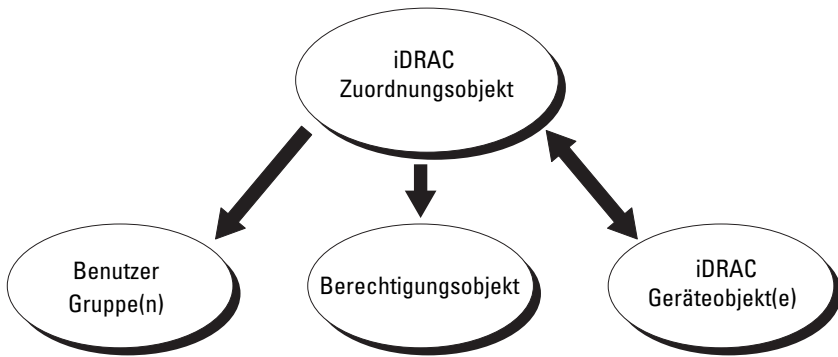 iDRAC
Zuordnungsobjekt
Benutzer
Gruppe(n)
Berechtigungsobjekt
iDRAC
Geräteobjekt(e)